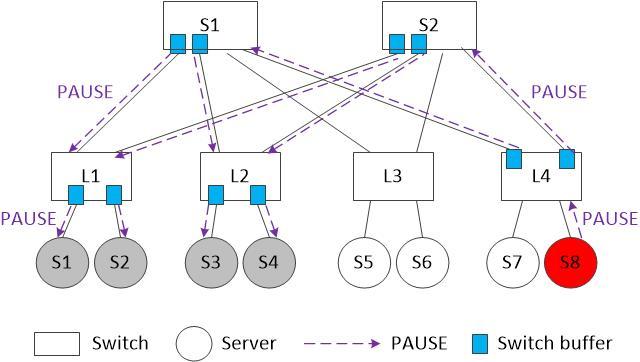 S1 S2
PAUSE PAUSE
L1 L2 L3 L4
PAUSE PAUSE
S1 S2 S3 S4 S5 S6 S7 S8
Switch Server PAUSE Switch buffer